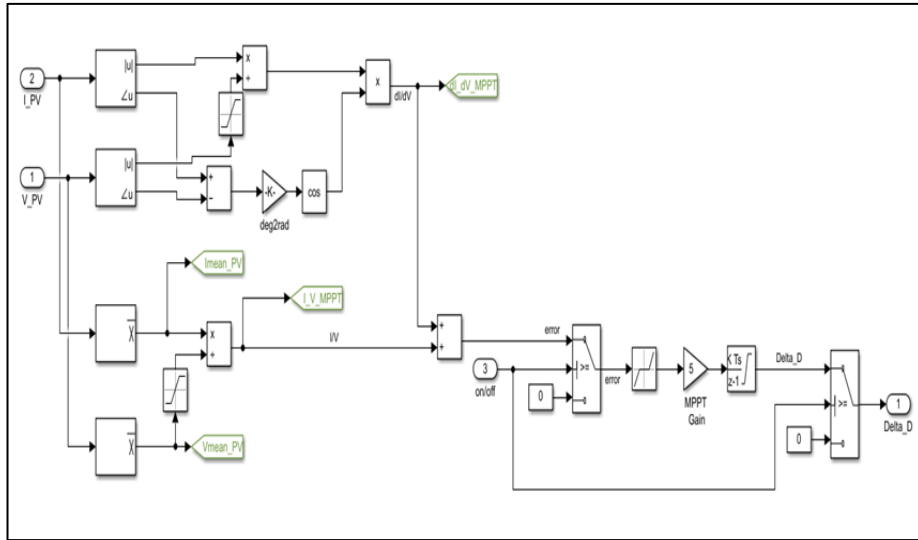 2
I_PV
|u|
∠u
x
÷
x
dI/dV
dI_dV_MPPT
1
V_PV
|u|
∠u
+
−
-K-
deg2rad
cos
Imean_PV
I_V_MPPT
X
x
÷
I/V
+
+
error
3
on/off
>=
0
error
5
MPPT
Gain
K Ts
z-1
Delta_D
>=
0
1
Delta_D
X
Vmean_PV